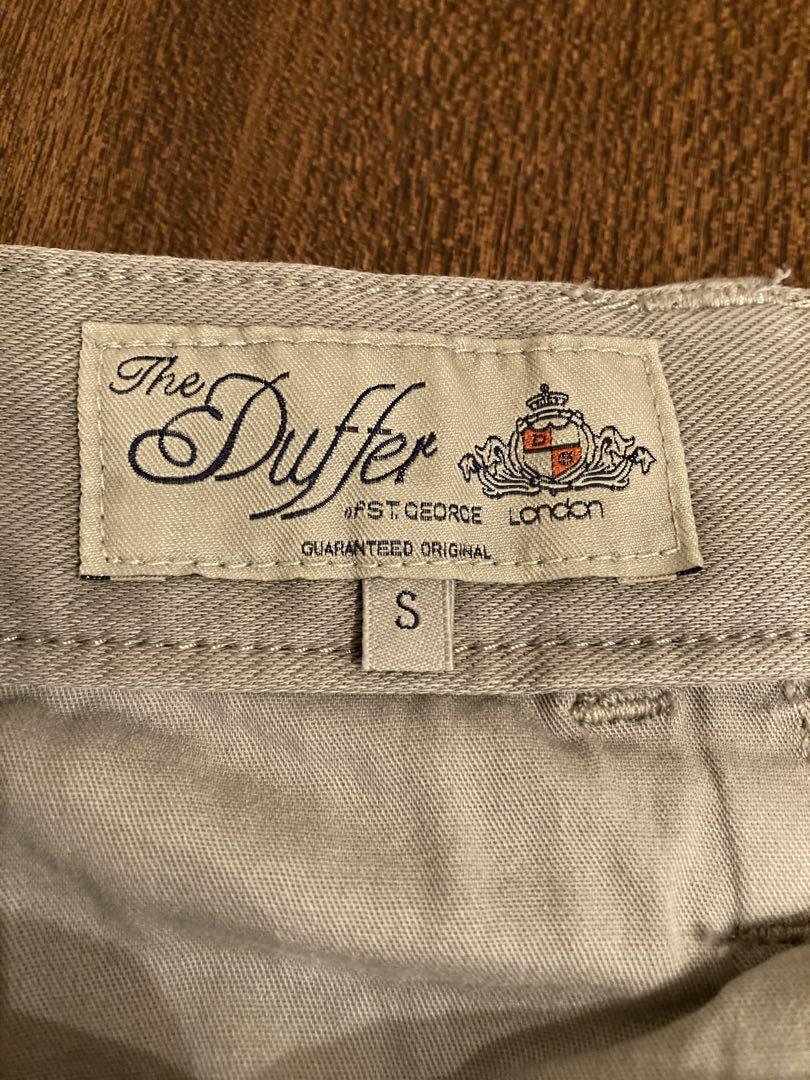 The
Duffer
of ST. GEORGE London
GUARANTEED ORIGINAL
S